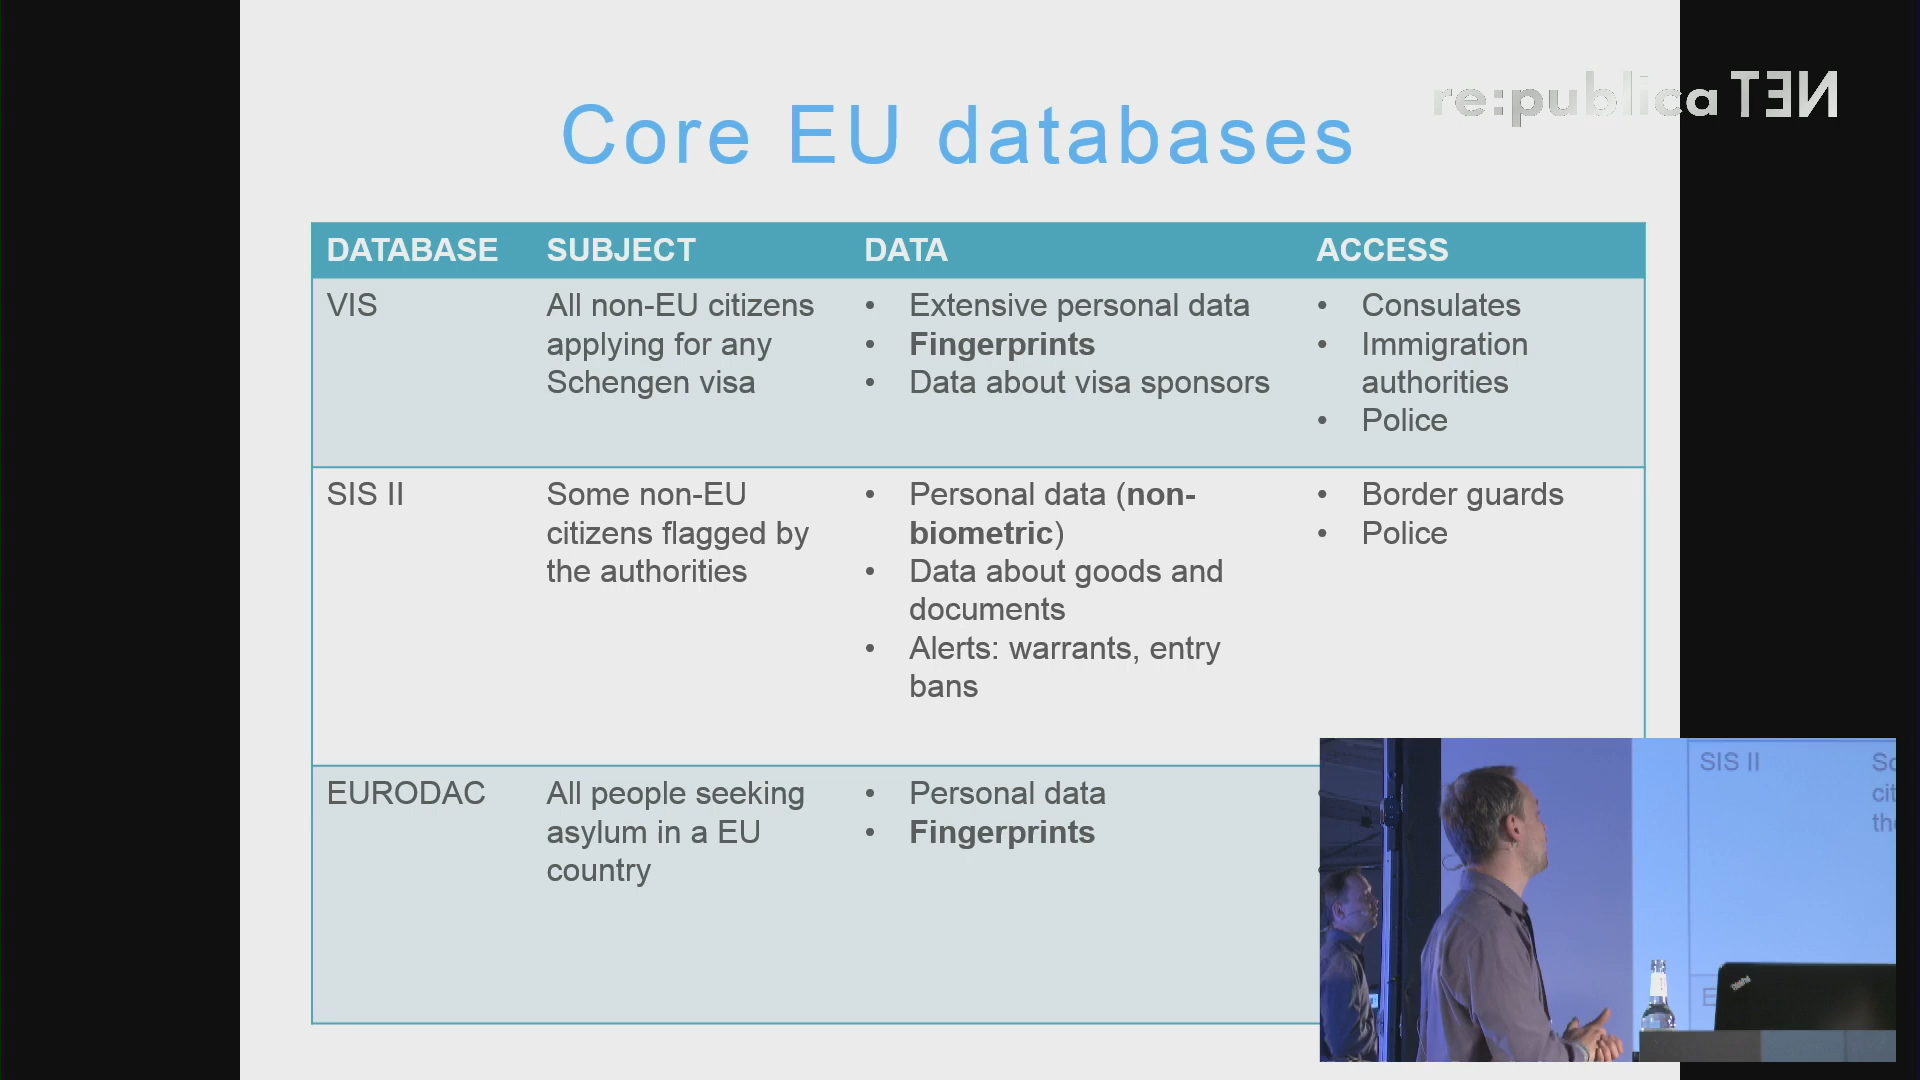 re:publica TEN
Core EU databases
DATABASE SUBJECT DATA ACCESS
VIS
All non-EU citizens
applying for any
Schengen visa
• Extensive personal data
• Fingerprints
• Data about visa sponsors
• Consulates
• Immigration
authorities
• Police
SIS II
Some non-EU
citizens flagged by
the authorities
• Personal data (non-
biometric)
• Data about goods and
documents
• Alerts: warrants, entry
bans
• Border guards
• Police
EURODAC
All people seeking
asylum in a EU
country
• Personal data
• Fingerprints
SIS II
ThinkPad